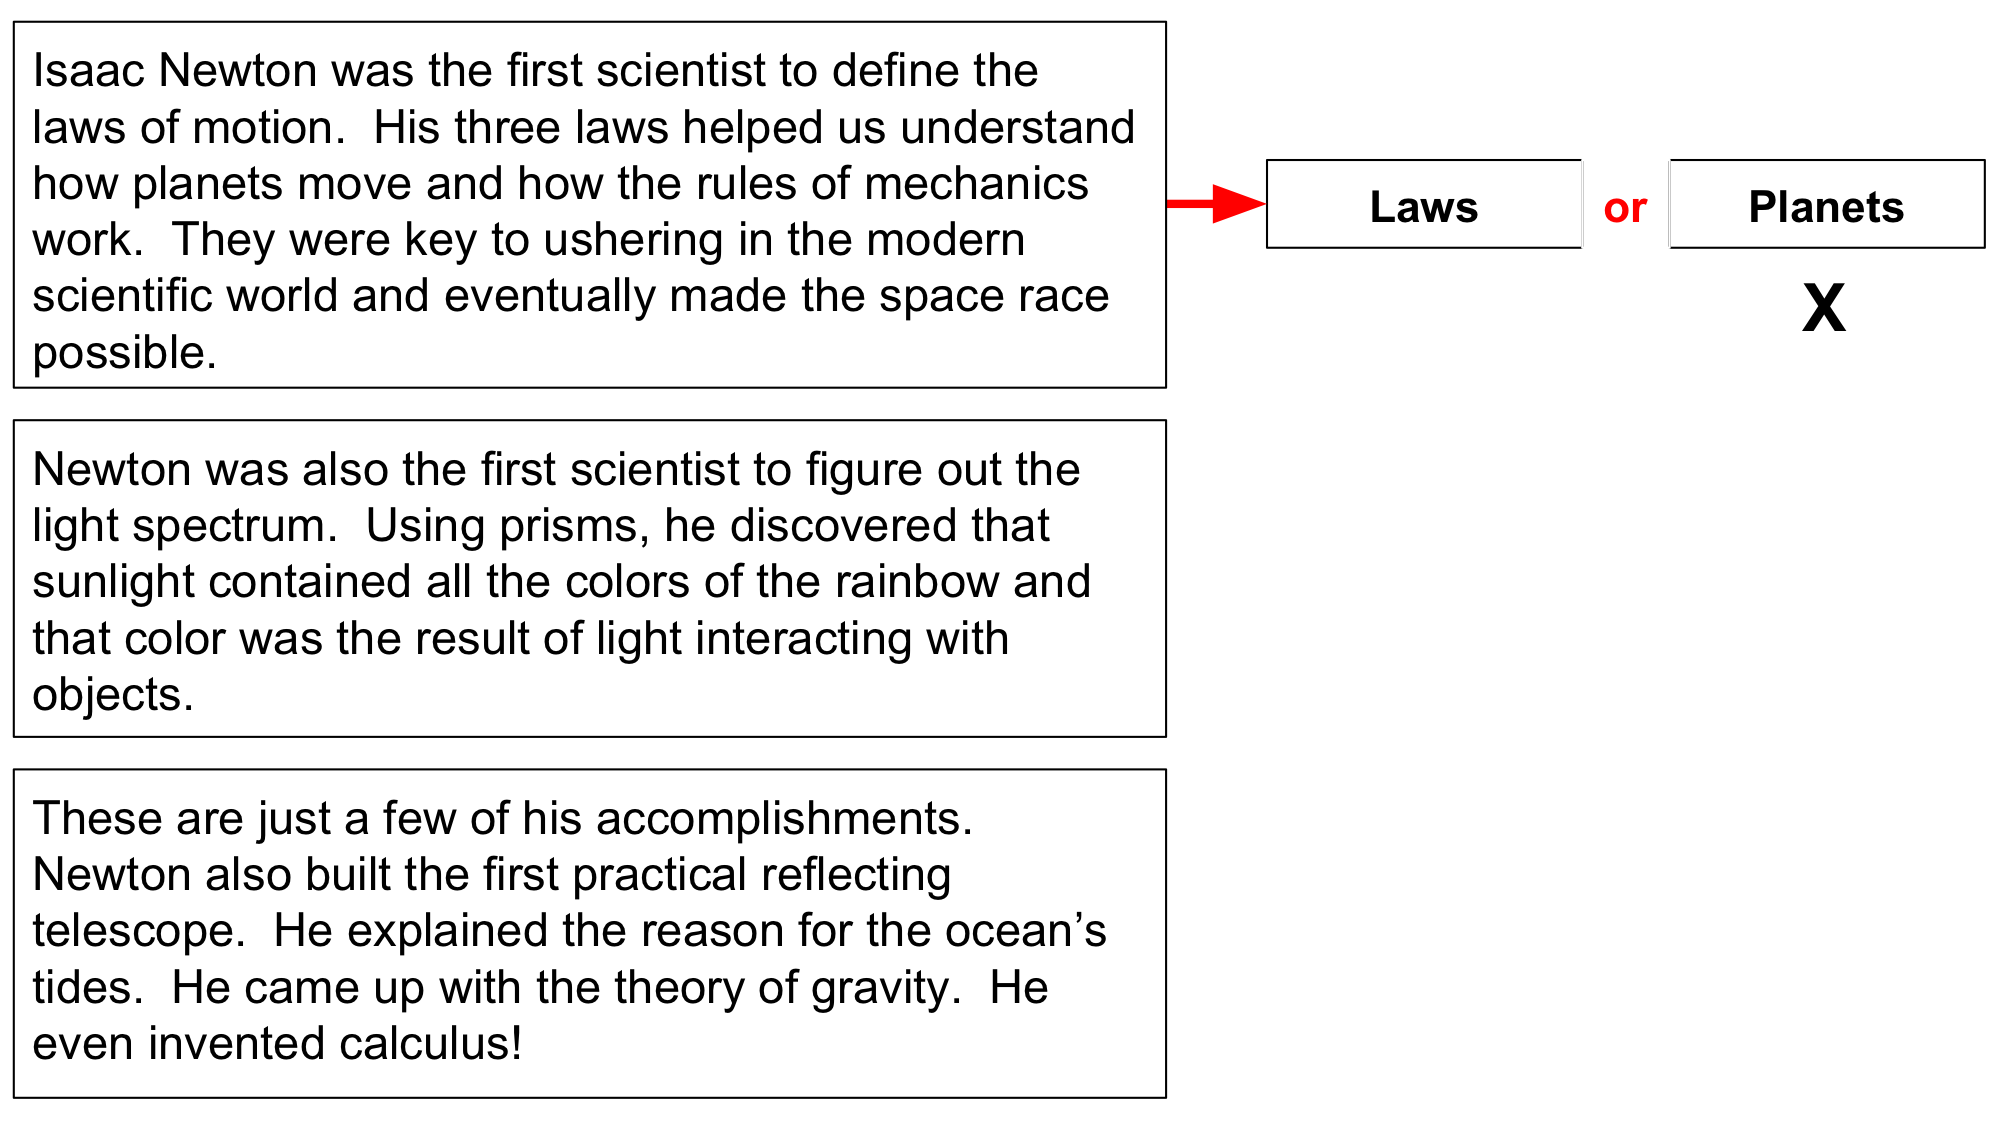 Isaac Newton was the first scientist to define the
laws of motion.  His three laws helped us understand
how planets move and how the rules of mechanics
work.  They were key to ushering in the modern
scientific world and eventually made the space race
possible.
Laws or Planets
X
Newton was also the first scientist to figure out the
light spectrum.  Using prisms, he discovered that
sunlight contained all the colors of the rainbow and
that color was the result of light interacting with
objects.
These are just a few of his accomplishments.
Newton also built the first practical reflecting
telescope.  He explained the reason for the ocean’s
tides.  He came up with the theory of gravity.  He
even invented calculus!